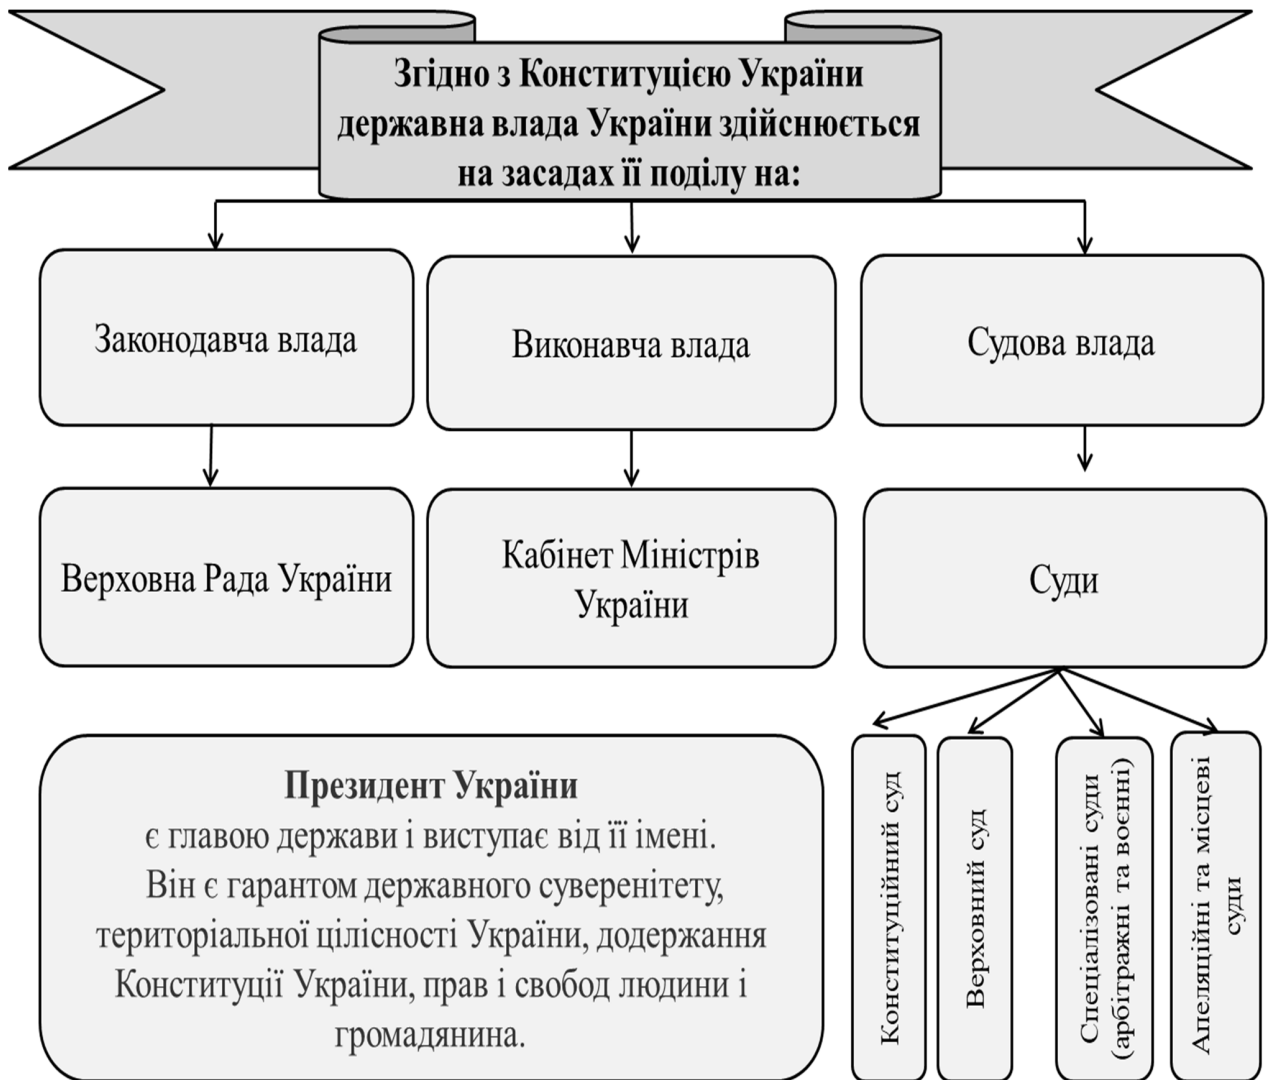 Згідно з Конституцією України
державна влада України здійснюється
на засадах її поділу на:
Законодавча влада
Виконавча влада
Судова влада
Верховна Рада України
Кабінет Міністрів
України
Суди
Президент України
є главою держави і виступає від її імені.
Він є гарантом державного суверенітету,
територіальної цілісності України, додержання
Конституції України, прав і свобод людини і
громадянина.
Конституційний суд
Верховний суд
Спеціалізовані суди
(арбітражні та воєнні)
Апеляційні та місцеві
суди